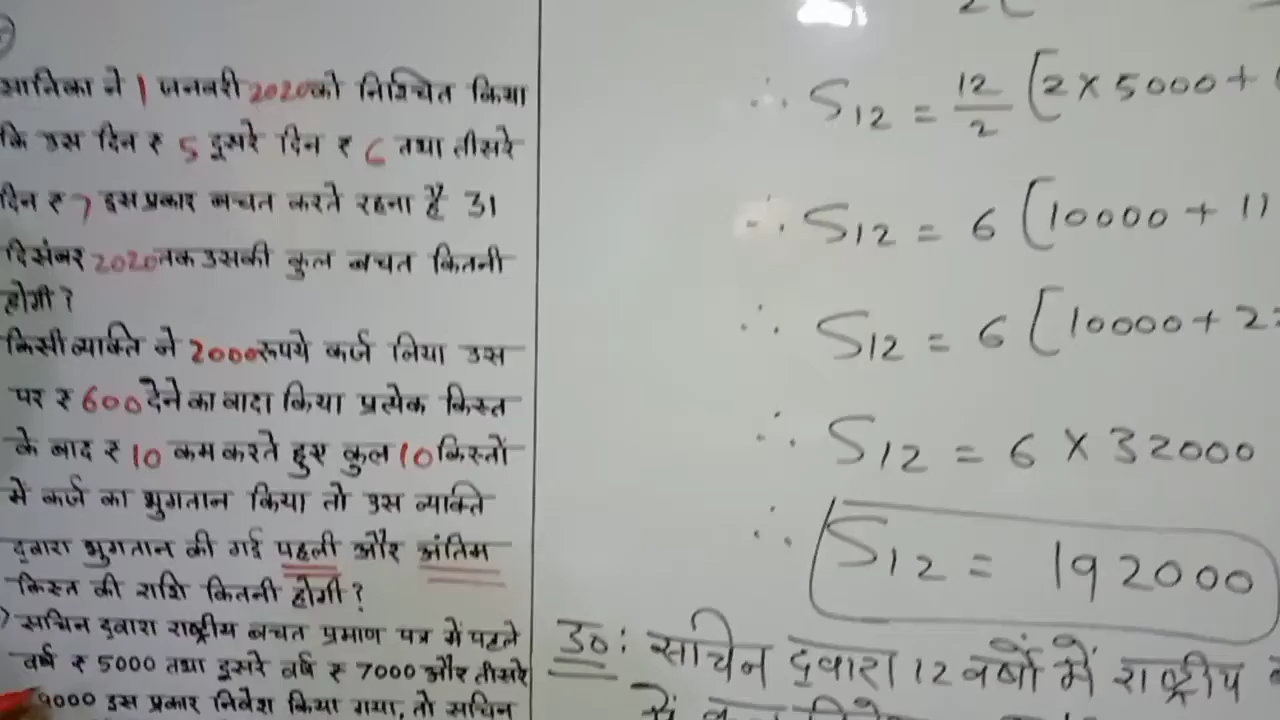 सानिका ने 1 जनवरी 2020 को निश्चित किया
कि उस दिन ₹ 5 दूसरे दिन ₹ 6 तथा तीसरे
दिन ₹ 7 इस प्रकार बचत करते रहना है 31
दिसंबर 2020 तक उसकी कुल बचत कितनी
होगी?
किसी व्यक्ति ने 2000 रुपये कर्ज लिया उस
पर ₹ 600 देने का वादा किया प्रत्येक किस्त
के बाद ₹ 10 कम करते हुए कुल 10 किस्तों
में कर्ज का भुगतान किया तो उस व्यक्ति
द्वारा भुगतान की गई पहली और अंतिम
किस्त की राशि कितनी होगी?
) सचिन द्वारा राष्ट्रीय बचत प्रमाण पत्र में पहले
वर्ष ₹ 5000 तथा दुसरे वर्ष ₹ 7000 और तीसरे
9000 इस प्रकार निवेश किया गया, तो सचिन
∴ S12 = 12/2 [2 × 5000 +
∴ S12 = 6 [10000 + 11
∴ S12 = 6 [10000 + 2
∴ S12 = 6 × 32000
∴ S12 = 192000
उ०: सचिन द्वारा 12 वर्षों में राष्ट्रीय
में कुल